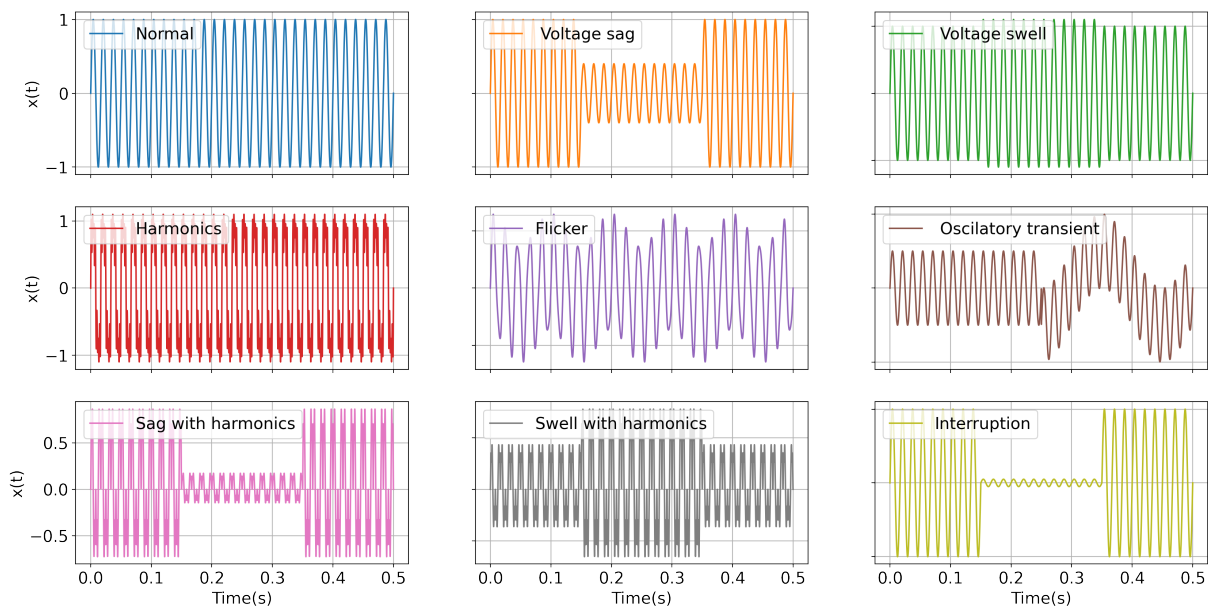 Normal
Voltage sag
Voltage swell
x(t)
1
0
−1
Harmonics
Flicker
Oscilatory transient
x(t)
1
0
−1
Sag with harmonics
Swell with harmonics
Interruption
x(t)
0.5
0.0
−0.5
0.0 0.1 0.2 0.3 0.4 0.5
0.0 0.1 0.2 0.3 0.4 0.5
0.0 0.1 0.2 0.3 0.4 0.5
Time(s)
Time(s)
Time(s)